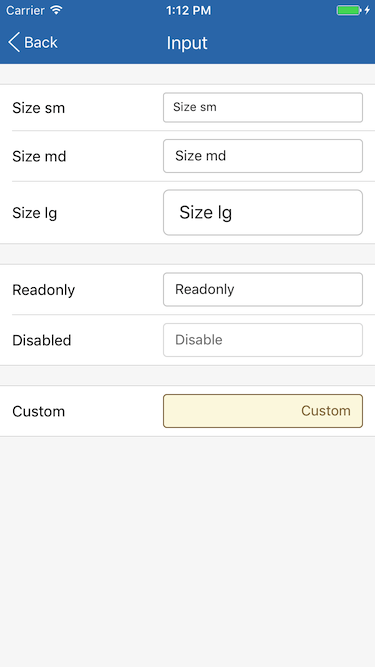 Carrier 1:12 PM
Back Input
Size sm Size sm
Size md Size md
Size lg Size lg
Readonly Readonly
Disabled Disable
Custom Custom